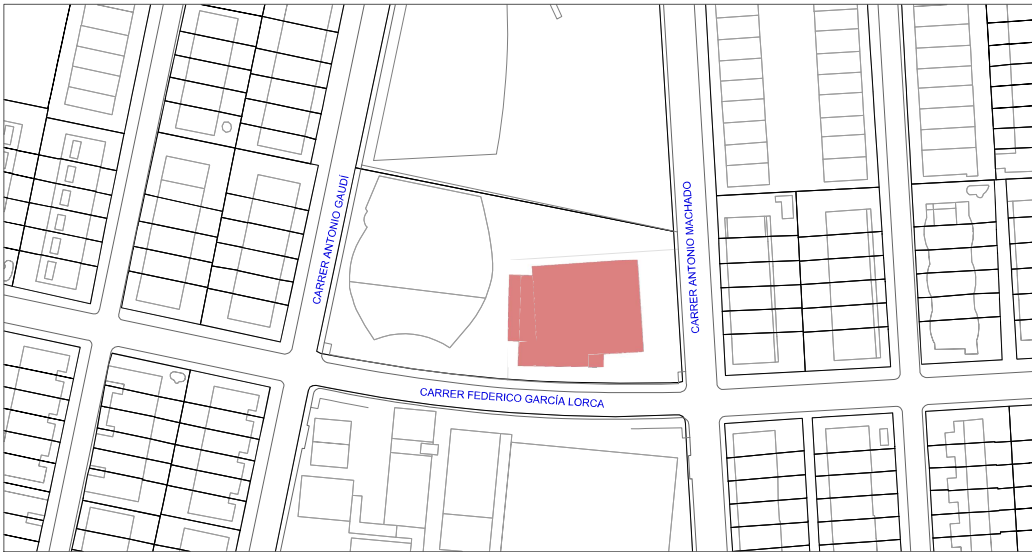 CARRER ANTONIO GAUDÍ
CARRER ANTONIO MACHADO
CARRER FEDERICO GARCÍA LORCA